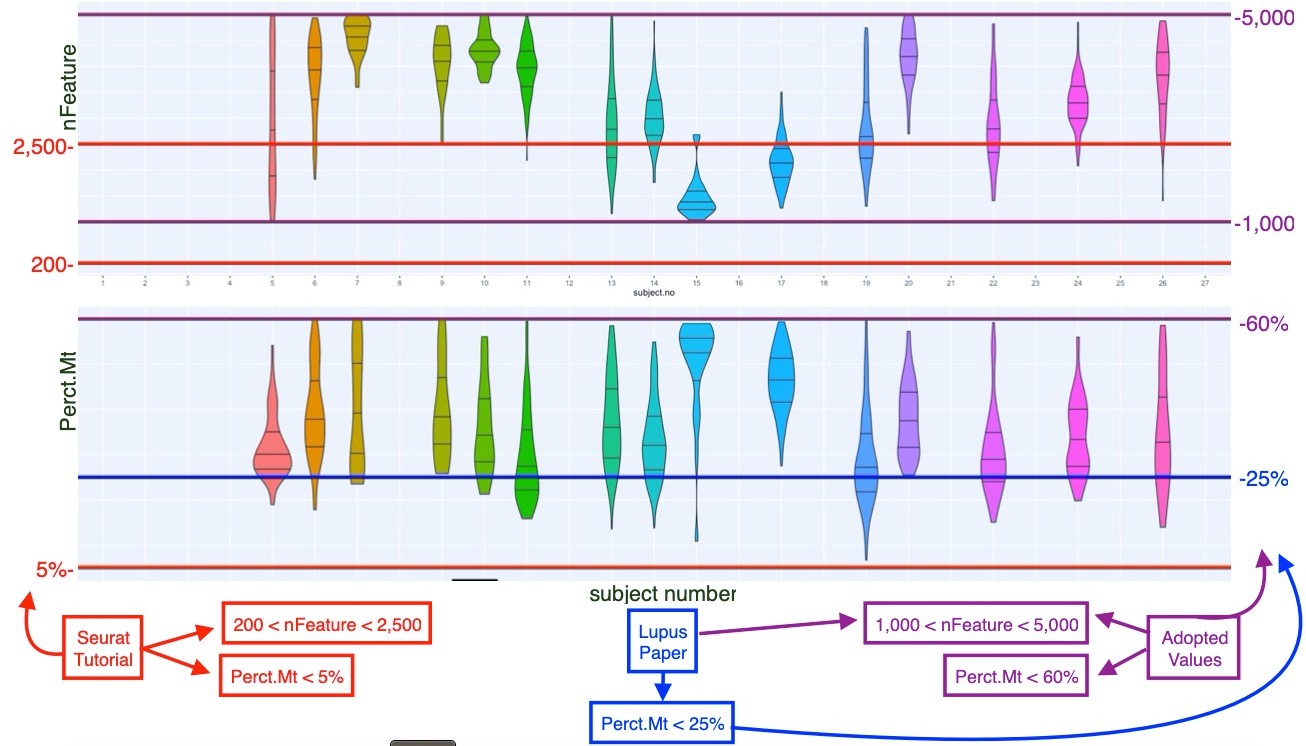 -5,000
nFeature
2,500-
-1,000
200-
1 2 3 4 5 6 7 8 9 10 11 12 13 14 15 16 17 18 19 20 21 22 23 24 25 26 27
subject.no
-60%
Perct.Mt
-25%
5%-
subject number
Seurat
Tutorial
200 < nFeature < 2,500
Perct.Mt < 5%
Lupus
Paper
Perct.Mt < 25%
1,000 < nFeature < 5,000
Perct.Mt < 60%
Adopted
Values